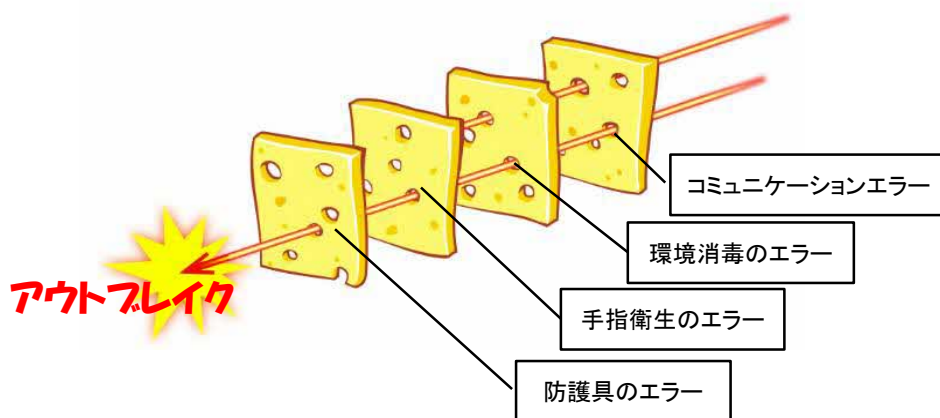 コミュニケーションエラー
環境消毒のエラー
アウトブレイク
手指衛生のエラー
防護具のエラー